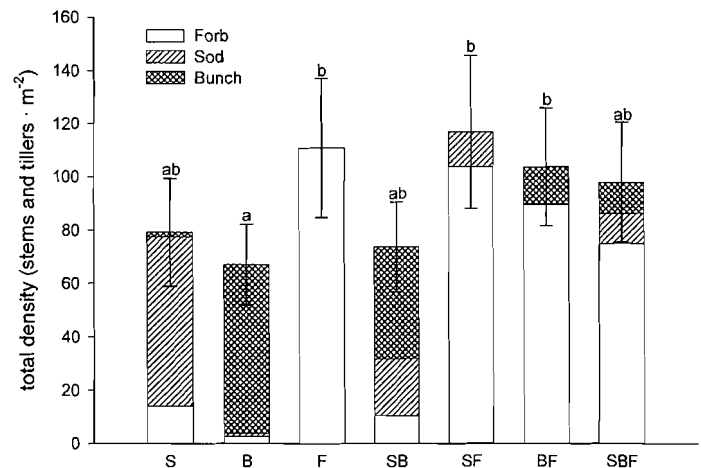 total density (stems and tillers · m-2)
160
140
120
100
80
60
40
20
0
Forb
Sod
Bunch
ab
a
b
ab
b
b
ab
S B F SB SF BF SBF